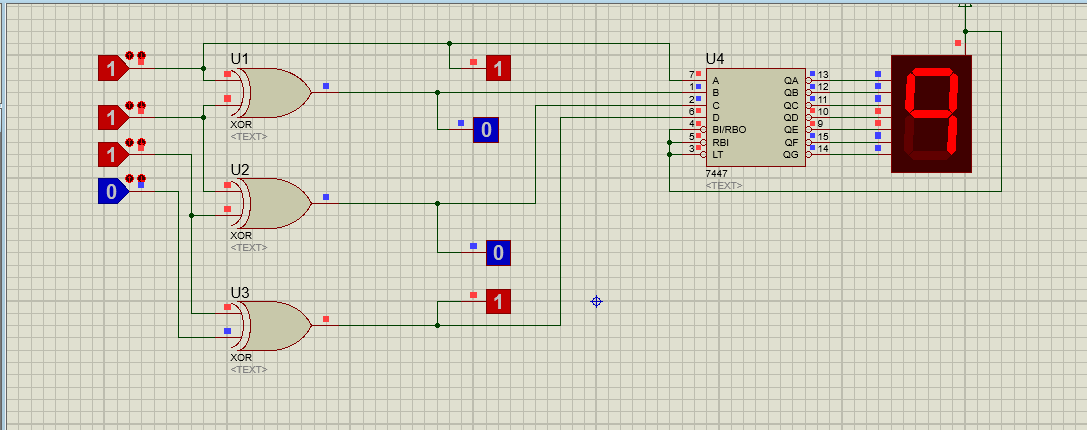 1
1
1
0
U1
XOR
<TEXT>
1
0
U2
XOR
<TEXT>
0
U3
XOR
<TEXT>
1
U4
7 A QA 13
1 B QB 12
2 C QC 11
6 D QD 10
4 BI/RBO QE 9
5 RBI QF 15
3 LT QG 14
7447
<TEXT>
9